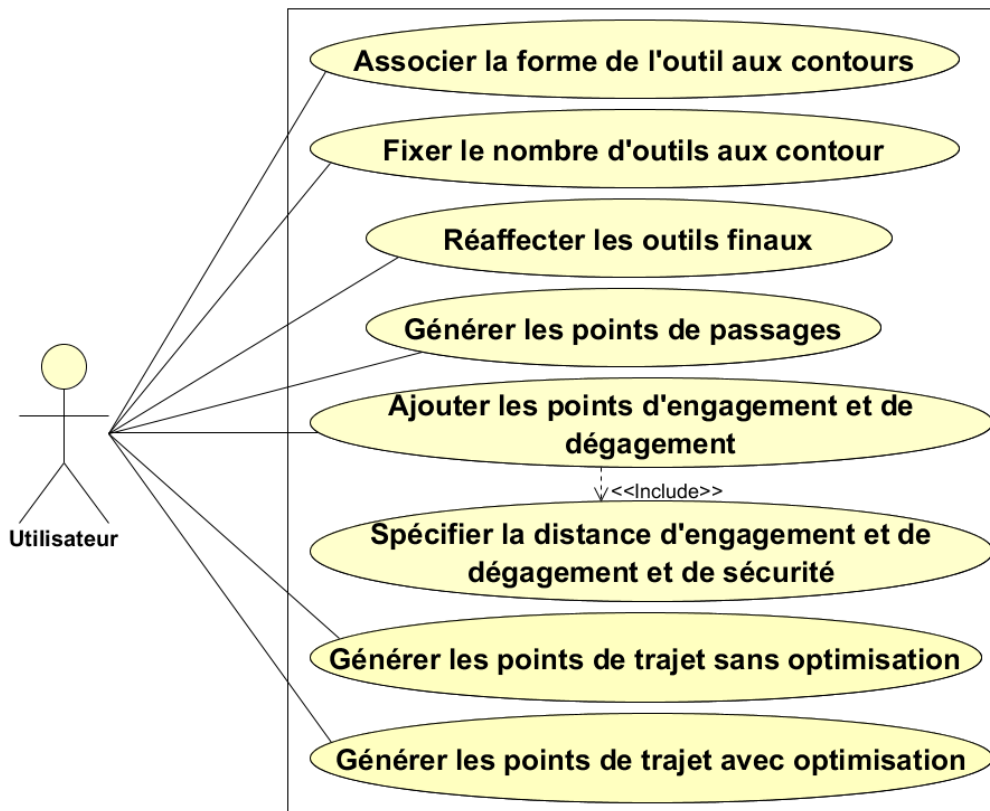 Associer la forme de l'outil aux contours
Fixer le nombre d'outils aux contour
Réaffecter les outils finaux
Générer les points de passages
Ajouter les points d'engagement et de
dégagement
<<Include>>
Spécifier la distance d'engagement et de
dégagement et de sécurité
Utilisateur
Générer les points de trajet sans optimisation
Générer les points de trajet avec optimisation